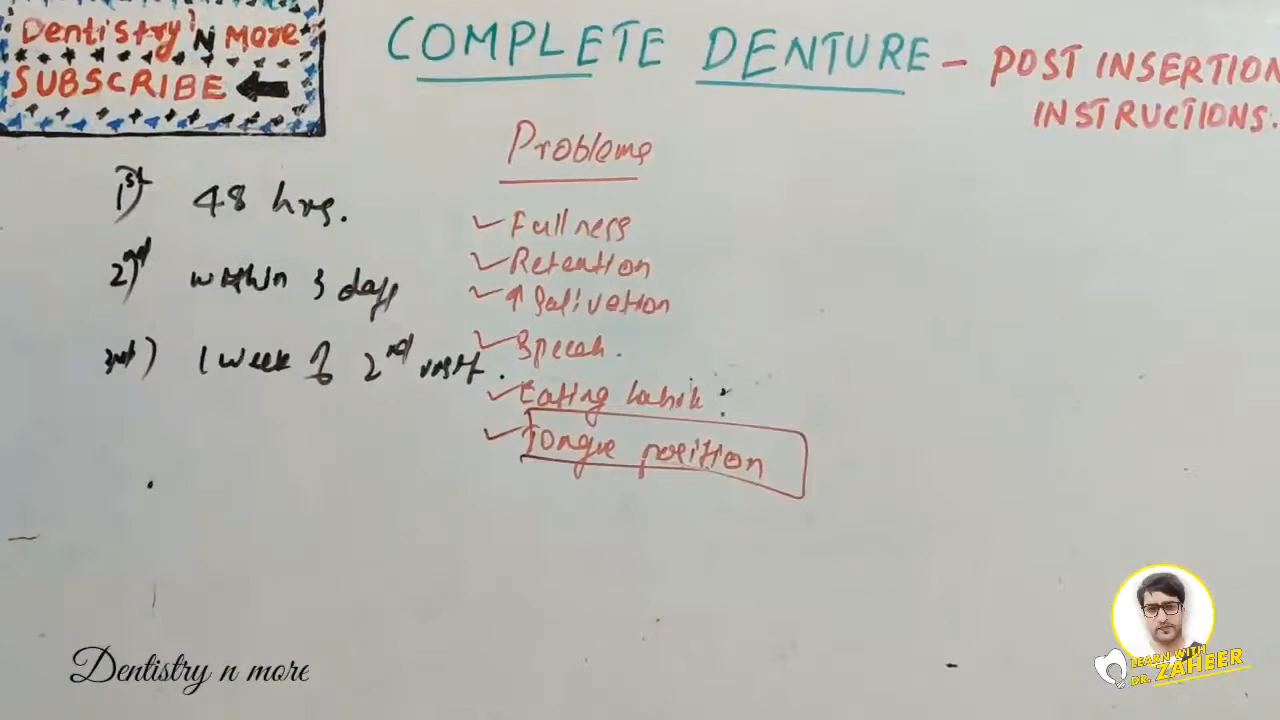 Dentistry'N More
SUBSCRIBE
COMPLETE DENTURE - POST INSERTION
INSTRUCTIONS.
Problems
1st) 48 hrs.
2nd) within 3 days
3rd) 1 week of 2nd visit.
Fullness
Retention
↑ Salivation
Speech.
Eating habit:
Tongue position
Dentistry n more
LEARN WITH
DR. ZAHEER